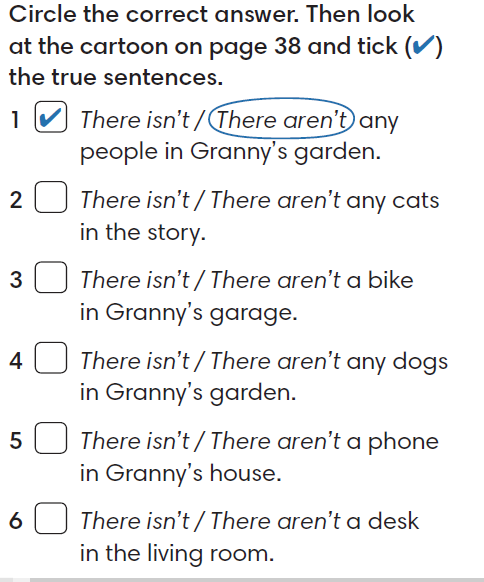 Circle the correct answer. Then look
at the cartoon on page 38 and tick (✔)
the true sentences.
1 ✔ There isn't / There aren't any
people in Granny's garden.
2 There isn't / There aren't any cats
in the story.
3 There isn't / There aren't a bike
in Granny's garage.
4 There isn't / There aren't any dogs
in Granny's garden.
5 There isn't / There aren't a phone
in Granny's house.
6 There isn't / There aren't a desk
in the living room.